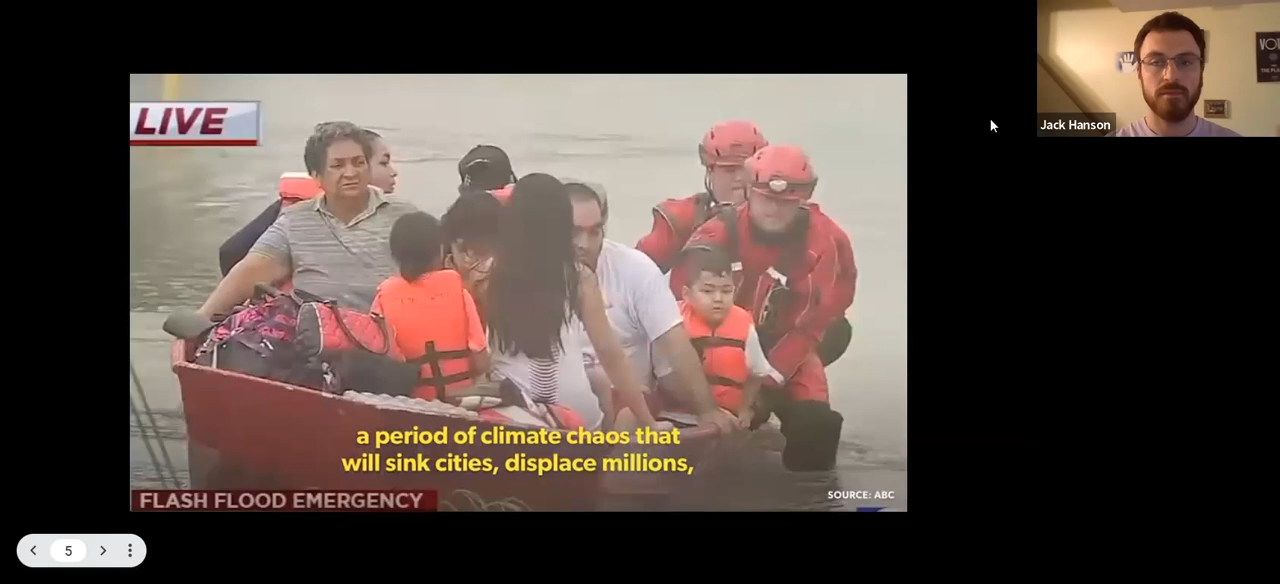 LIVE
Jack Hanson
a period of climate chaos that
will sink cities, displace millions,
SOURCE: ABC
FLASH FLOOD EMERGENCY
5